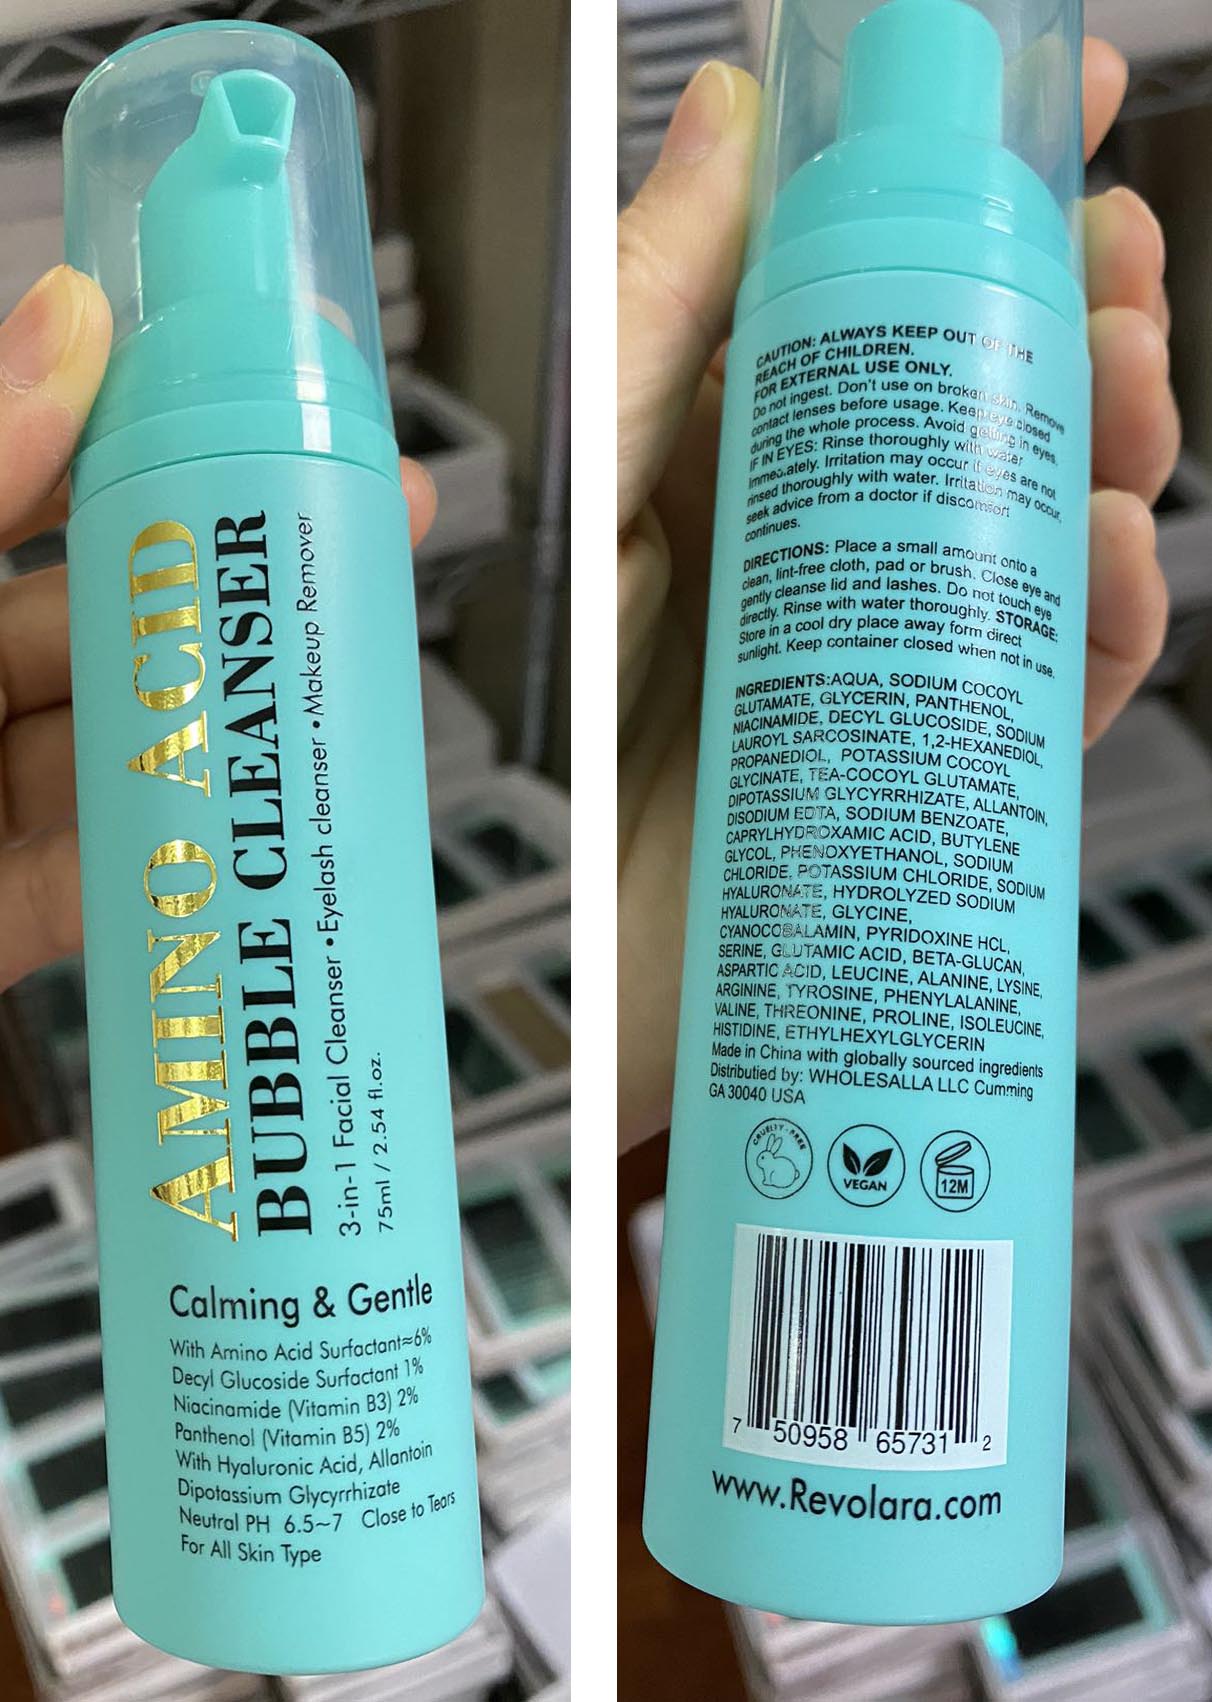 AMINO ACID
BUBBLE CLEANSER
3-in-1 Facial Cleanser • Eyelash cleanser • Makeup Remover
75ml / 2.54 fl.oz.
Calming & Gentle
With Amino Acid Surfactant≈6%
Decyl Glucoside Surfactant 1%
Niacinamide (Vitamin B3) 2%
Panthenol (Vitamin B5) 2%
With Hyaluronic Acid, Allantoin
Dipotassium Glycyrrhizate
Neutral PH 6.5~7 Close to Tears
For All Skin Type
CAUTION: ALWAYS KEEP OUT OF THE
REACH OF CHILDREN.
FOR EXTERNAL USE ONLY.
Do not ingest. Don't use on broken skin. Remove
contact lenses before usage. Keep eye closed
during the whole process. Avoid getting in eyes.
IF IN EYES: Rinse thoroughly with water
Immediately. Irritation may occur if eyes are not
rinsed thoroughly with water. Irritation may occur,
seek advice from a doctor if discomfort
continues.
DIRECTIONS: Place a small amount onto a
clean, lint-free cloth, pad or brush. Close eye and
gently cleanse lid and lashes. Do not touch eye
directly. Rinse with water thoroughly. STORAGE:
Store in a cool dry place away form direct
sunlight. Keep container closed when not in use.
INGREDIENTS:AQUA, SODIUM COCOYL
GLUTAMATE, GLYCERIN, PANTHENOL,
NIACINAMIDE, DECYL GLUCOSIDE, SODIUM
LAUROYL SARCOSINATE, 1,2-HEXANEDIOL,
PROPANEDIOL, POTASSIUM COCOYL
GLYCINATE, TEA-COCOYL GLUTAMATE,
DIPOTASSIUM GLYCYRRHIZATE, ALLANTOIN,
DISODIUM EDTA, SODIUM BENZOATE,
CAPRYLHYDROXAMIC ACID, BUTYLENE
GLYCOL, PHENOXYETHANOL, SODIUM
CHLORIDE, POTASSIUM CHLORIDE, SODIUM
HYALURONATE, HYDROLYZED SODIUM
HYALURONATE, GLYCINE,
CYANOCOBALAMIN, PYRIDOXINE HCL,
SERINE, GLUTAMIC ACID, BETA-GLUCAN,
ASPARTIC ACID, LEUCINE, ALANINE, LYSINE,
ARGININE, TYROSINE, PHENYLALANINE,
VALINE, THREONINE, PROLINE, ISOLEUCINE,
HISTIDINE, ETHYLHEXYLGLYCERIN
Made in China with globally sourced ingredients
Distributied by: WHOLESALLA LLC Cumming
GA 30040 USA
CRUELTY-FREE
VEGAN
12M
7 50958 65731 2
www.Revolara.com